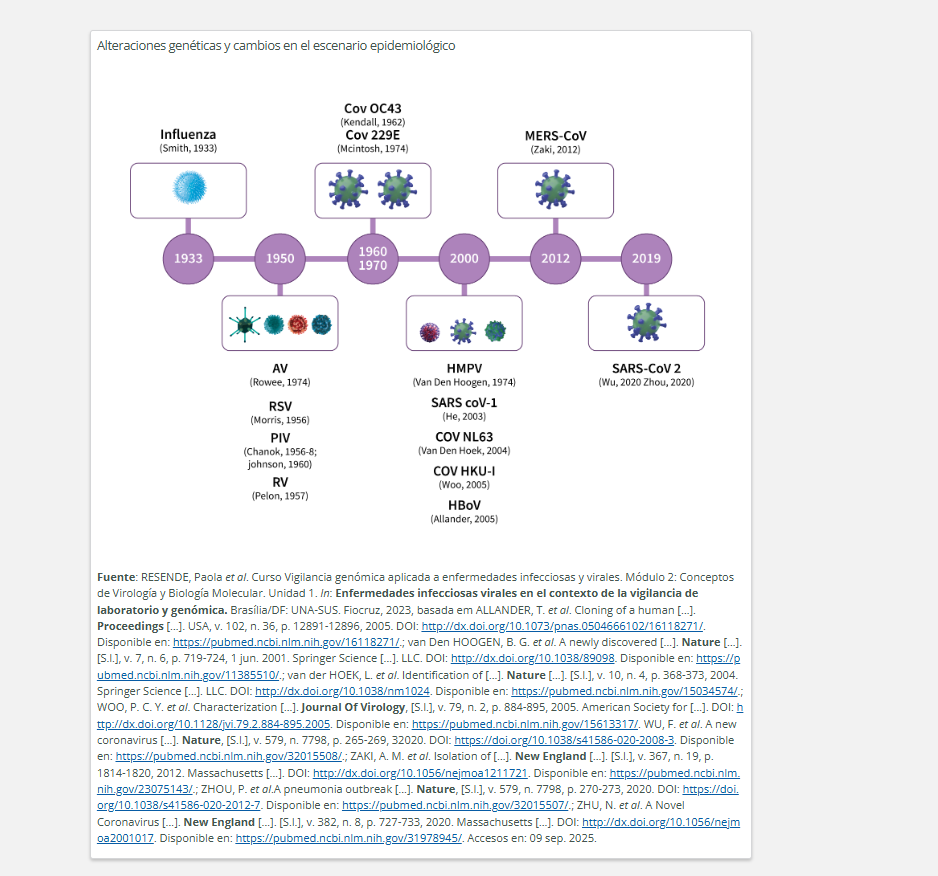 Alteraciones genéticas y cambios en el escenario epidemiológico
Cov OC43
(Kendall, 1962)
Influenza
(Smith, 1933)
Cov 229E
(Mcintosh, 1974)
MERS-CoV
(Zaki, 2012)
1933
1950
1960
1970
2000
2012
2019
AV
(Rowee, 1974)
RSV
(Morris, 1956)
PIV
(Chanok, 1956-8;
johnson, 1960)
RV
(Pelon, 1957)
HMPV
(Van Den Hoogen, 1974)
SARS coV-1
(He, 2003)
COV NL63
(Van Den Hoek, 2004)
COV HKU-I
(Woo, 2005)
HBoV
(Allander, 2005)
SARS-CoV 2
(Wu, 2020 Zhou, 2020)
Fuente: RESENDE, Paola et al. Curso Vigilancia genómica aplicada a enfermedades infecciosas y virales. Módulo 2: Conceptos
de Virología y Biología Molecular. Unidad 1. In: Enfermedades infecciosas virales en el contexto de la vigilancia de
laboratorio y genómica. Brasília/DF: UNA-SUS. Fiocruz, 2023, basada em ALLANDER, T. et al. Cloning of a human [...].
Proceedings [...]. USA, v. 102, n. 36, p. 12891-12896, 2005. DOI: http://dx.doi.org/10.1073/pnas.0504666102/16118271/.
Disponible en: https://pubmed.ncbi.nlm.nih.gov/16118271/.; van Den HOOGEN, B. G. et al. A newly discovered [...]. Nature [...].
[S.l.], v. 7, n. 6, p. 719-724, 1 jun. 2001. Springer Science [...]. LLC. DOI: http://dx.doi.org/10.1038/89098. Disponible en: https://p
ubmed.ncbi.nlm.nih.gov/11385510/.; van der HOEK, L. et al. Identification of [...]. Nature [...]. [S.l.], v. 10, n. 4, p. 368-373, 2004.
Springer Science [...]. LLC. DOI: http://dx.doi.org/10.1038/nm1024. Disponible en: https://pubmed.ncbi.nlm.nih.gov/15034574/.;
WOO, P. C. Y. et al. Characterization [...]. Journal Of Virology, [S.l.], v. 79, n. 2, p. 884-895, 2005. American Society for [...]. DOI: h
ttp://dx.doi.org/10.1128/jvi.79.2.884-895.2005. Disponible en: https://pubmed.ncbi.nlm.nih.gov/15613317/. WU, F. et al. A new
coronavirus [...]. Nature, [S.l.], v. 579, n. 7798, p. 265-269, 32020. DOI: https://doi.org/10.1038/s41586-020-2008-3. Disponible
en: https://pubmed.ncbi.nlm.nih.gov/32015508/.; ZAKI, A. M. et al. Isolation of [...]. New England [...]. [S.l.], v. 367, n. 19, p.
1814-1820, 2012. Massachusetts [...]. DOI: http://dx.doi.org/10.1056/nejmoa1211721. Disponible en: https://pubmed.ncbi.nlm.
nih.gov/23075143/.; ZHOU, P. et al.A pneumonia outbreak [...]. Nature, [S.l.], v. 579, n. 7798, p. 270-273, 2020. DOI: https://doi.
org/10.1038/s41586-020-2012-7. Disponible en: https://pubmed.ncbi.nlm.nih.gov/32015507/.; ZHU, N. et al. A Novel
Coronavirus [...]. New England [...]. [S.l.], v. 382, n. 8, p. 727-733, 2020. Massachusetts [...]. DOI: http://dx.doi.org/10.1056/nejm
oa2001017. Disponible en: https://pubmed.ncbi.nlm.nih.gov/31978945/. Accesos en: 09 sep. 2025.